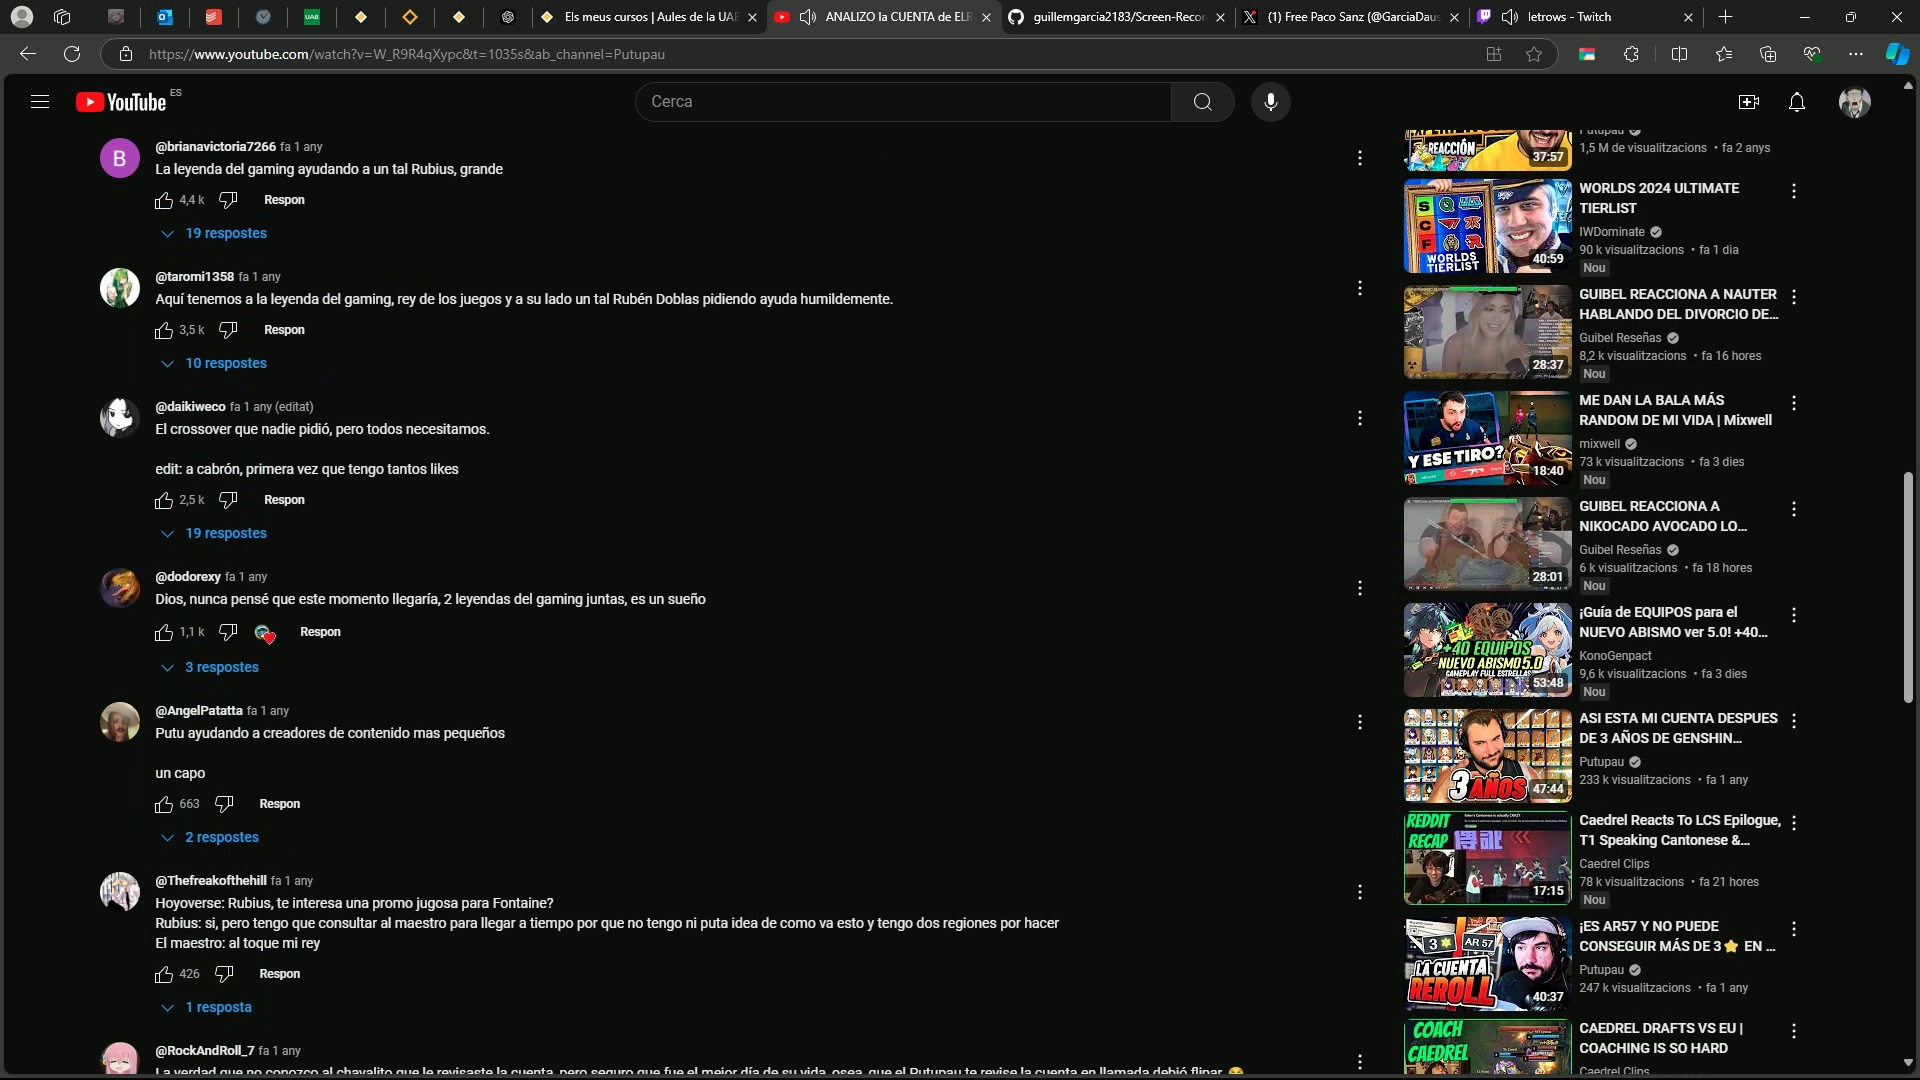 UAB
Els meus cursos | Aules de la UAB
ANALIZO la CUENTA de ELR
guillemgarcia2183/Screen-Recor
(1) Free Paco Sanz (@GarciaDaus
letrows - Twitch
https://www.youtube.com/watch?v=W_R9R4qXypc&t=1035s&ab_channel=Putupau
YouTube ES
Cerca
@brianavictoria7266 fa 1 any
La leyenda del gaming ayudando a un tal Rubius, grande
4,4 k Respon
19 respostes
@taromi1358 fa 1 any
Aquí tenemos a la leyenda del gaming, rey de los juegos y a su lado un tal Rubén Doblas pidiendo ayuda humildemente.
3,5 k Respon
10 respostes
@daikiweco fa 1 any (editat)
El crossover que nadie pidió, pero todos necesitamos.
edit: a cabrón, primera vez que tengo tantos likes
2,5 k Respon
19 respostes
@dodorexy fa 1 any
Dios, nunca pensé que este momento llegaría, 2 leyendas del gaming juntas, es un sueño
1,1 k Respon
3 respostes
@AngelPatatta fa 1 any
Putu ayudando a creadores de contenido mas pequeños
un capo
663 Respon
2 respostes
@Thefreakofthehill fa 1 any
Hoyoverse: Rubius, te interesa una promo jugosa para Fontaine?
Rubius: si, pero tengo que consultar al maestro para llegar a tiempo por que no tengo ni puta idea de como va esto y tengo dos regiones por hacer
El maestro: al toque mi rey
426 Respon
1 resposta
@RockAndRoll_7 fa 1 any
La verdad que no conozco al chavalito que le revisaste la cuenta, pero seguro que fue el mejor día de su vida, osea, que el Putupau te revise la cuenta en llamada debió flipar
REACCIÓN
37:57
Putupau
1,5 M de visualitzacions • fa 2 anys
S
C
F
WORLDS
TIERLIST
40:59
WORLDS 2024 ULTIMATE
TIERLIST
IWDominate
90 k visualitzacions • fa 1 dia
Nou
28:37
GUIBEL REACCIONA A NAUTER
HABLANDO DEL DIVORCIO DE...
Guibel Reseñas
8,2 k visualitzacions • fa 16 hores
Nou
Y ESE TIRO?
18:40
ME DAN LA BALA MÁS
RANDOM DE MI VIDA | Mixwell
mixwell
73 k visualitzacions • fa 3 dies
Nou
28:01
GUIBEL REACCIONA A
NIKOCADO AVOCADO LO...
Guibel Reseñas
6 k visualitzacions • fa 18 hores
Nou
+40 EQUIPOS
NUEVO ABISMO 5.0
GAMEPLAY FULL ESTRELLAS
53:48
¡Guía de EQUIPOS para el
NUEVO ABISMO ver 5.0! +40...
KonoGenpact
9,6 k visualitzacions • fa 3 dies
Nou
3 AÑOS
47:44
ASI ESTA MI CUENTA DESPUES
DE 3 AÑOS DE GENSHIN...
Putupau
233 k visualitzacions • fa 1 any
REDDIT
RECAP
17:15
Caedrel Reacts To LCS Epilogue,
T1 Speaking Cantonese &...
Caedrel Clips
78 k visualitzacions • fa 21 hores
Nou
3
AR 57
LA CUENTA
REROLL
40:37
¡ES AR57 Y NO PUEDE
CONSEGUIR MÁS DE 3⭐ EN ...
Putupau
247 k visualitzacions • fa 1 any
COACH
CAEDREL
CAEDREL DRAFTS VS EU |
COACHING IS SO HARD
Caedrel Clips